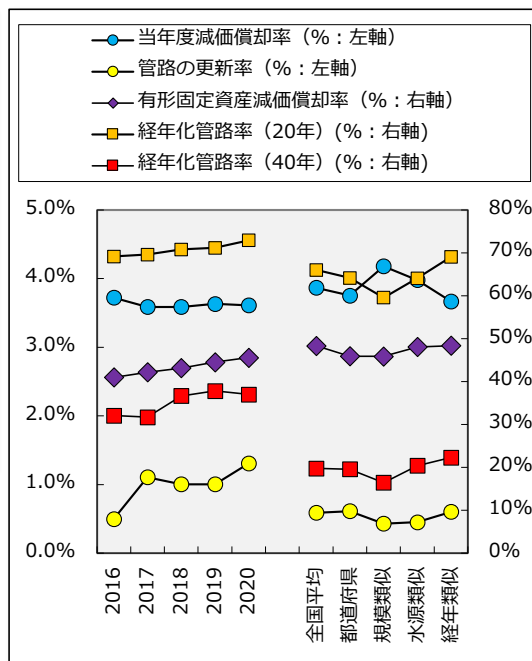 当年度減価償却率（%：左軸）
管路の更新率（%：左軸）
有形固定資産減価償却率（%：右軸）
経年化管路率（20年）(%：右軸)
経年化管路率（40年）(%：右軸)
5.0%
4.0%
3.0%
2.0%
1.0%
0.0%
80%
70%
60%
50%
40%
30%
20%
10%
0%
2016
2017
2018
2019
2020
全国平均
都道府県
規模類似
水源類似
経年類似